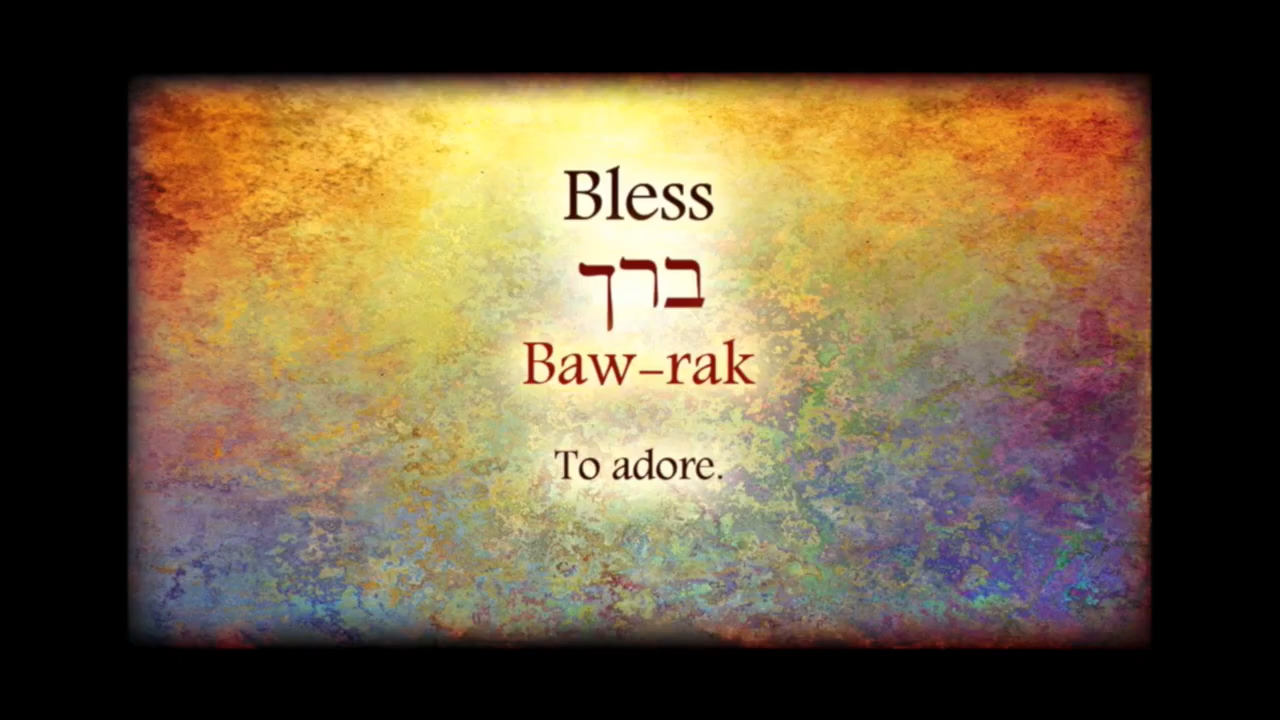 Bless
ברך
Baw-rak
To adore.